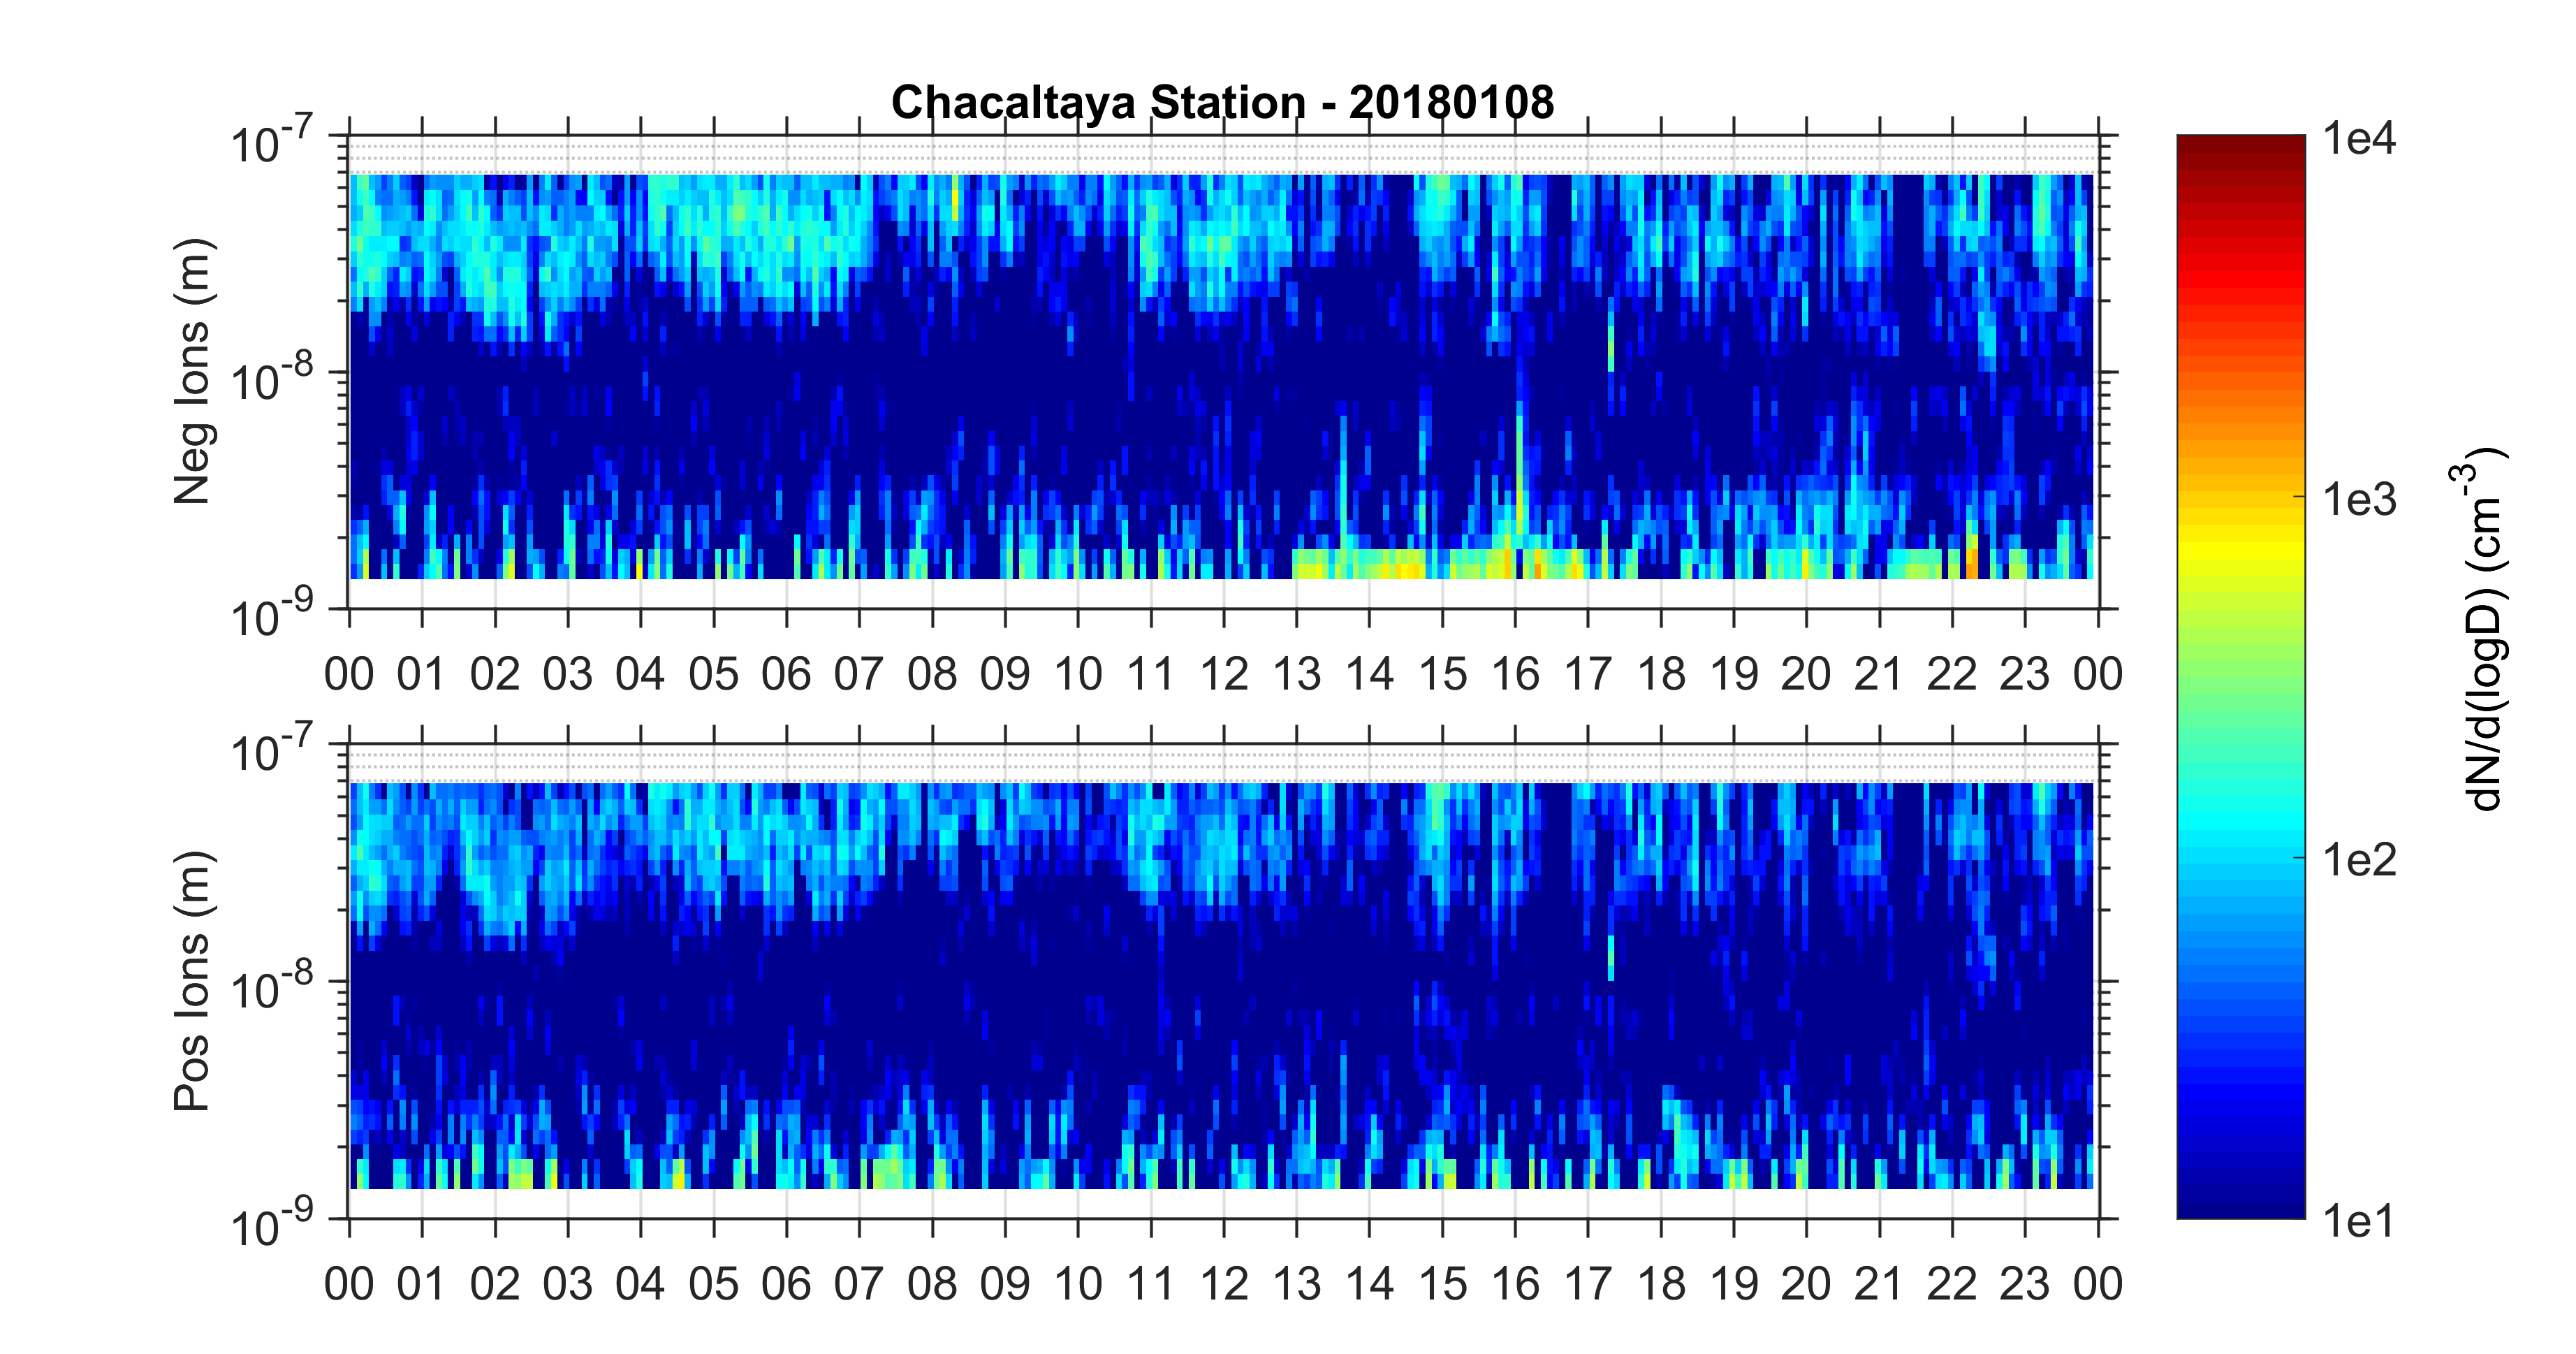 Chacaltaya Station - 20180108
Neg Ions (m)
10-7
10-8
10-9
00 01 02 03 04 05 06 07 08 09 10 11 12 13 14 15 16 17 18 19 20 21 22 23 00
Pos Ions (m)
10-7
10-8
10-9
00 01 02 03 04 05 06 07 08 09 10 11 12 13 14 15 16 17 18 19 20 21 22 23 00
1e4
1e3
1e2
1e1
dN/d(logD) (cm-3)